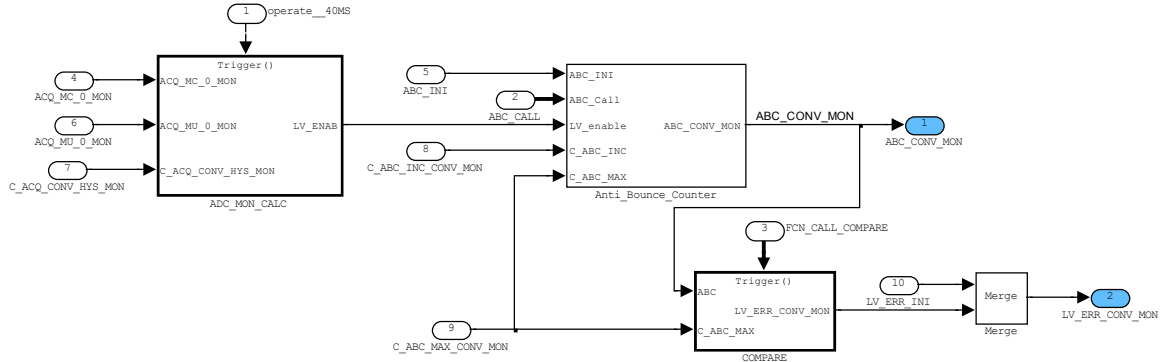 1
operate__40MS
Trigger()
4
ACQ_MC_0_MON
ACQ_MC_0_MON
6
ACQ_MU_0_MON
ACQ_MU_0_MON
7
C_ACQ_CONV_HYS_MON
C_ACQ_CONV_HYS_MON
LV_ENAB
ADC_MON_CALC
5
ABC_INI
2
ABC_CALL
8
C_ABC_INC_CONV_MON
ABC_INI
ABC_Call
LV_enable
C_ABC_INC
C_ABC_MAX
ABC_CONV_MON
Anti_Bounce_Counter
ABC_CONV_MON
1
ABC_CONV_MON
3
FCN_CALL_COMPARE
Trigger()
ABC
LV_ERR_CONV_MON
C_ABC_MAX
COMPARE
9
C_ABC_MAX_CONV_MON
10
LV_ERR_INI
Merge
Merge
2
LV_ERR_CONV_MON